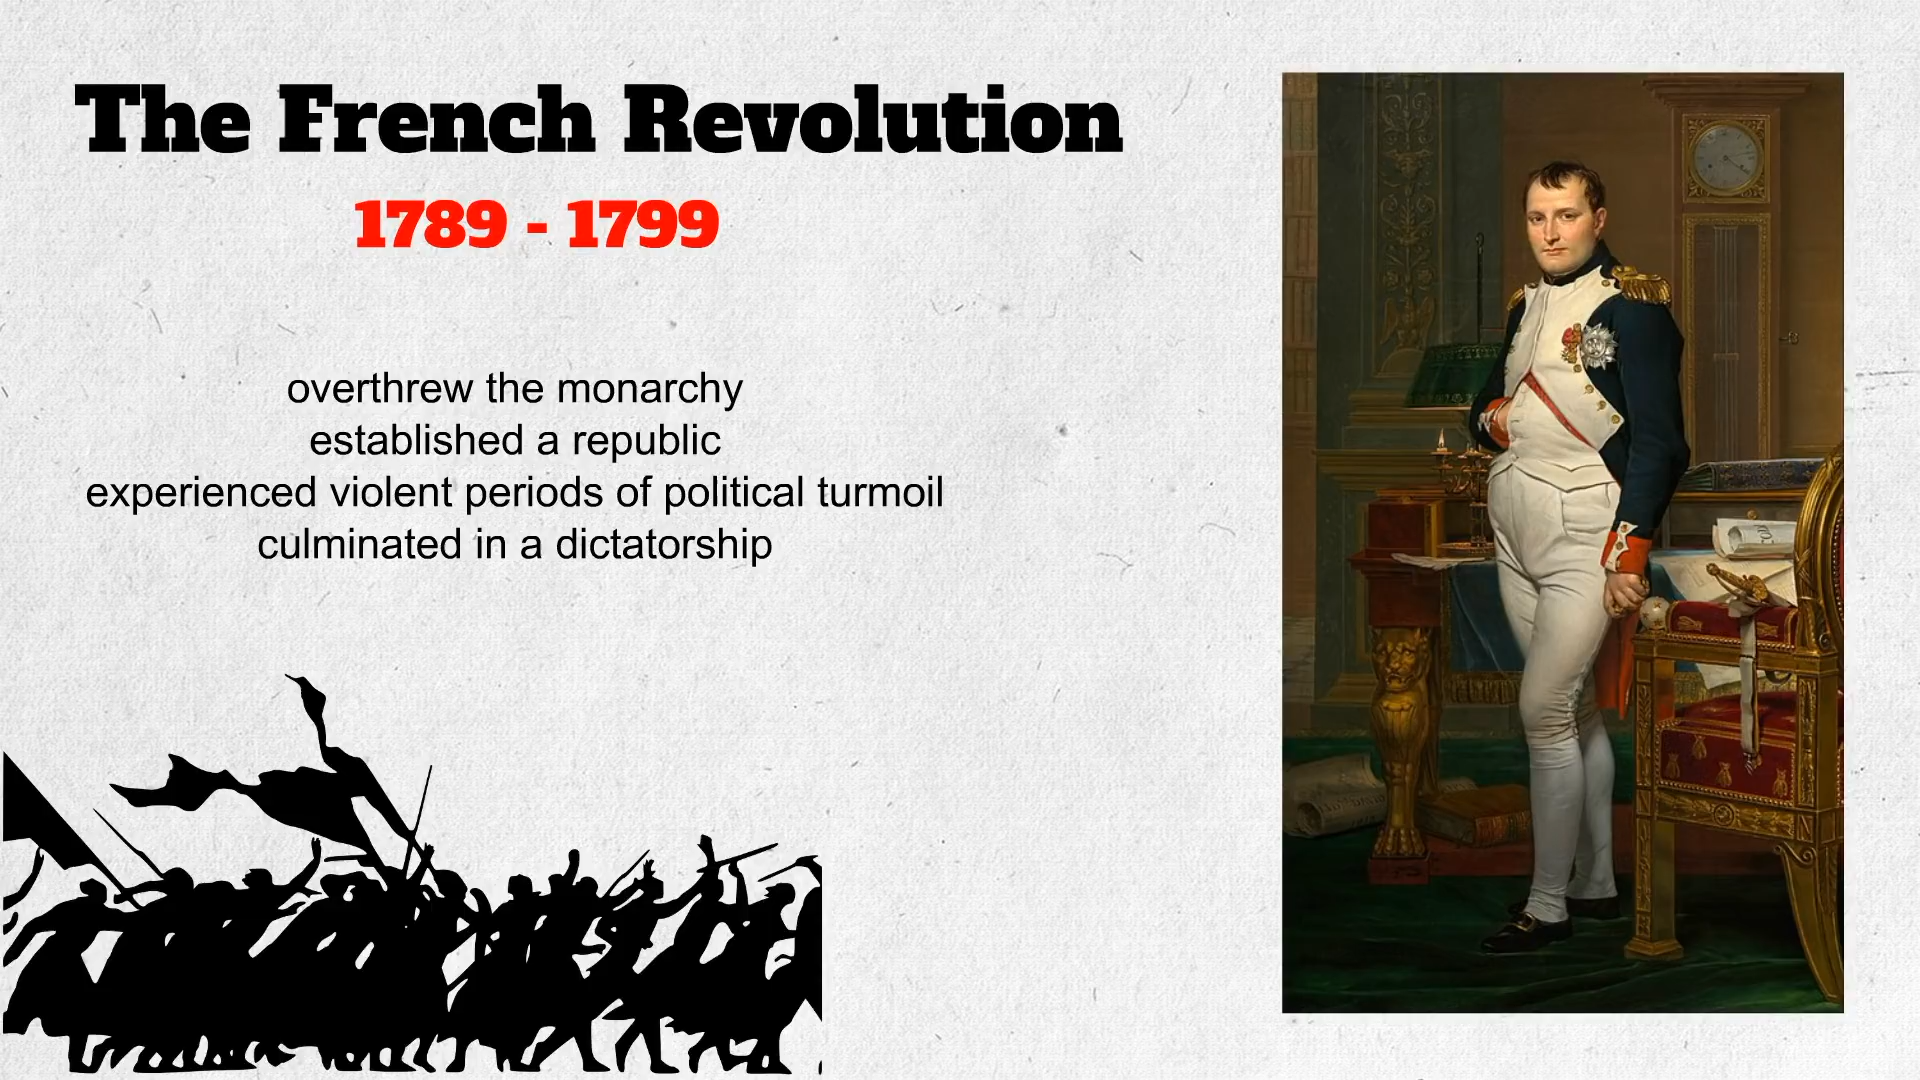 The French Revolution
1789 - 1799
overthrew the monarchy
established a republic
experienced violent periods of political turmoil
culminated in a dictatorship